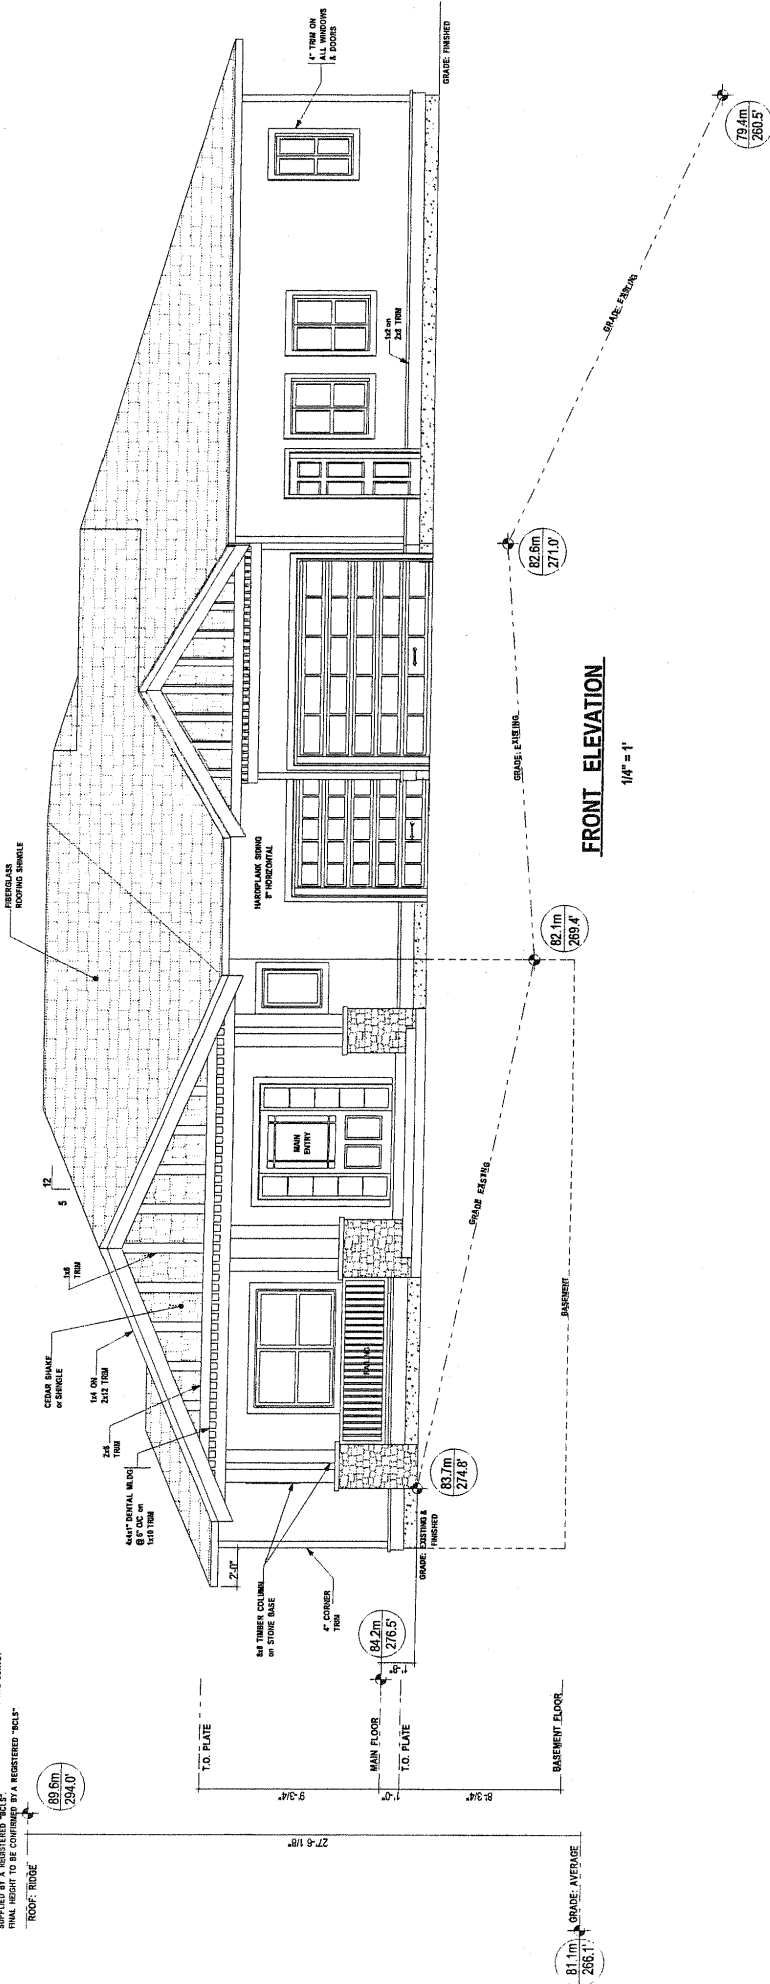 SUPPLIED BY A REGISTERED "BCLS".
FINAL HEIGHT TO BE CONFIRMED BY A REGISTERED "BCLS"
ROOF: RIDGE
89.6m
294.0'
27'-6 1/8"
GRADE: AVERAGE
81.1m
266.1'
T.O. PLATE
9'-3/4"
MAIN FLOOR
1'-0"
T.O. PLATE
8'-3/4"
BASEMENT FLOOR
84.2m
276.5'
8"
2'-0"
8x8 TIMBER COLUMN
on STONE BASE
4" CORNER
TRIM
GRADE: EXISTING &
FINISHED
83.7m
274.8'
4x4x1" DENTAL MLDG
@ 6" O/C on
1x10 TRIM
2x6
TRIM
1x4 ON
2x12 TRIM
CEDAR SHAKE
or SHINGLE
1x6
TRIM
5
12
FIBERGLASS
ROOFING SHINGLE
RAILING
MAIN
ENTRY
HARDIPLANK SIDING
8" HORIZONTAL
1x2 on
2x8 TRIM
4" TRIM ON
ALL WINDOWS
& DOORS
GRADE: FINISHED
GRADE EXISTING
BASEMENT
82.1m
269.4'
GRADE: EXISTING
82.6m
271.0'
GRADE: EXISTING
79.4m
260.5'
FRONT ELEVATION
1/4" = 1'